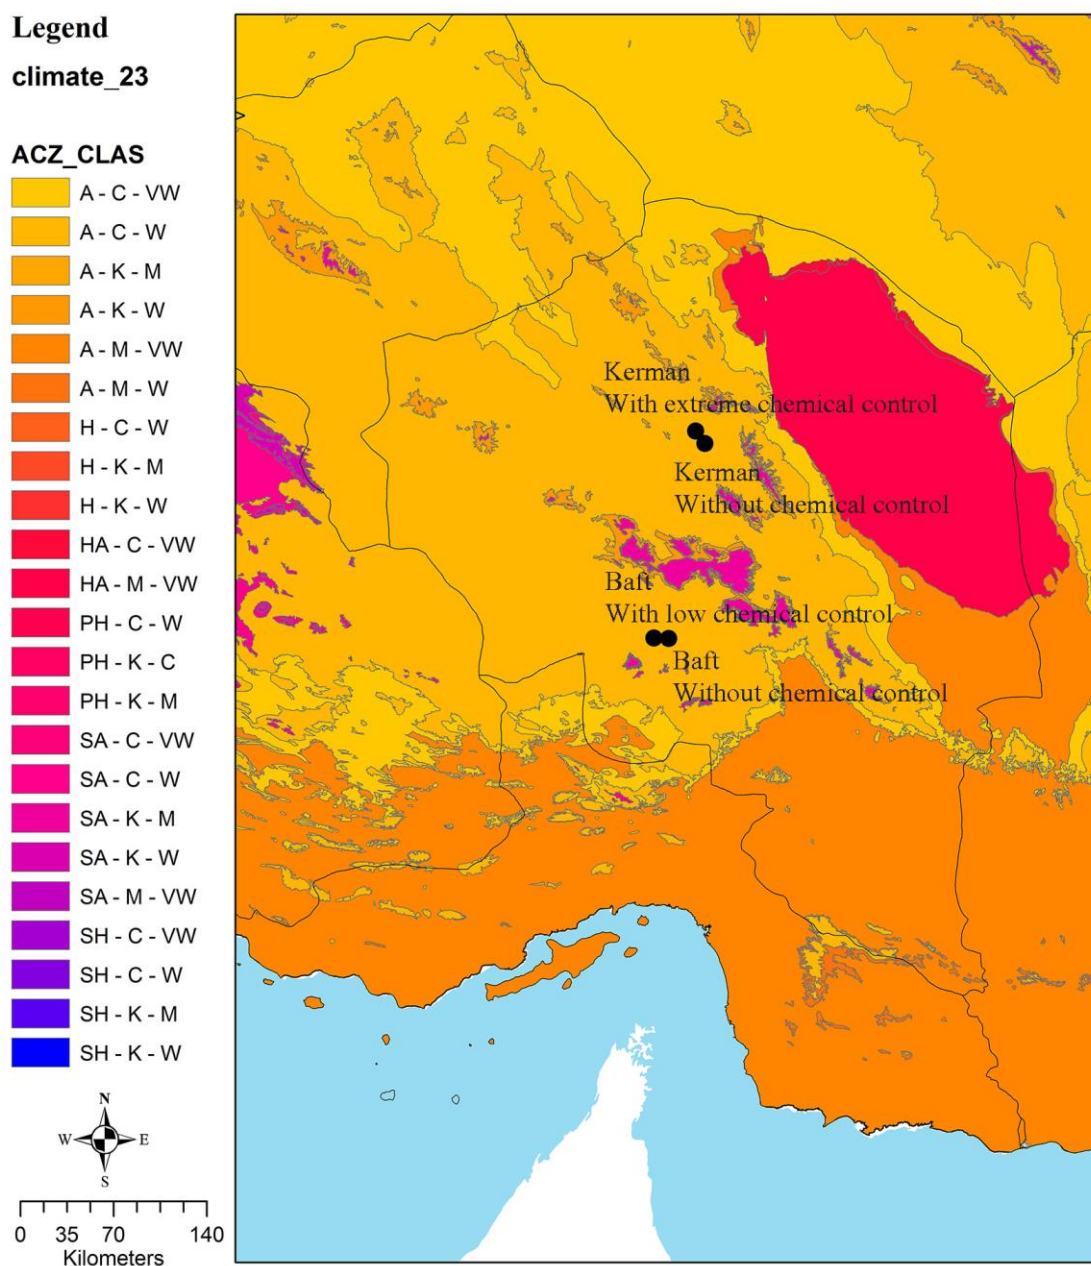 Legend
climate_23
ACZ_CLAS
A - C - VW
A - C - W
A - K - M
A - K - W
A - M - VW
A - M - W
H - C - W
H - K - M
H - K - W
HA - C - VW
HA - M - VW
PH - C - W
PH - K - C
PH - K - M
SA - C - VW
SA - C - W
SA - K - M
SA - K - W
SA - M - VW
SH - C - VW
SH - C - W
SH - K - M
SH - K - W
N
W E
S
0 35 70 140
Kilometers
Kerman
With extreme chemical control
Kerman
Without chemical control
Baft
With low chemical control
Baft
Without chemical control